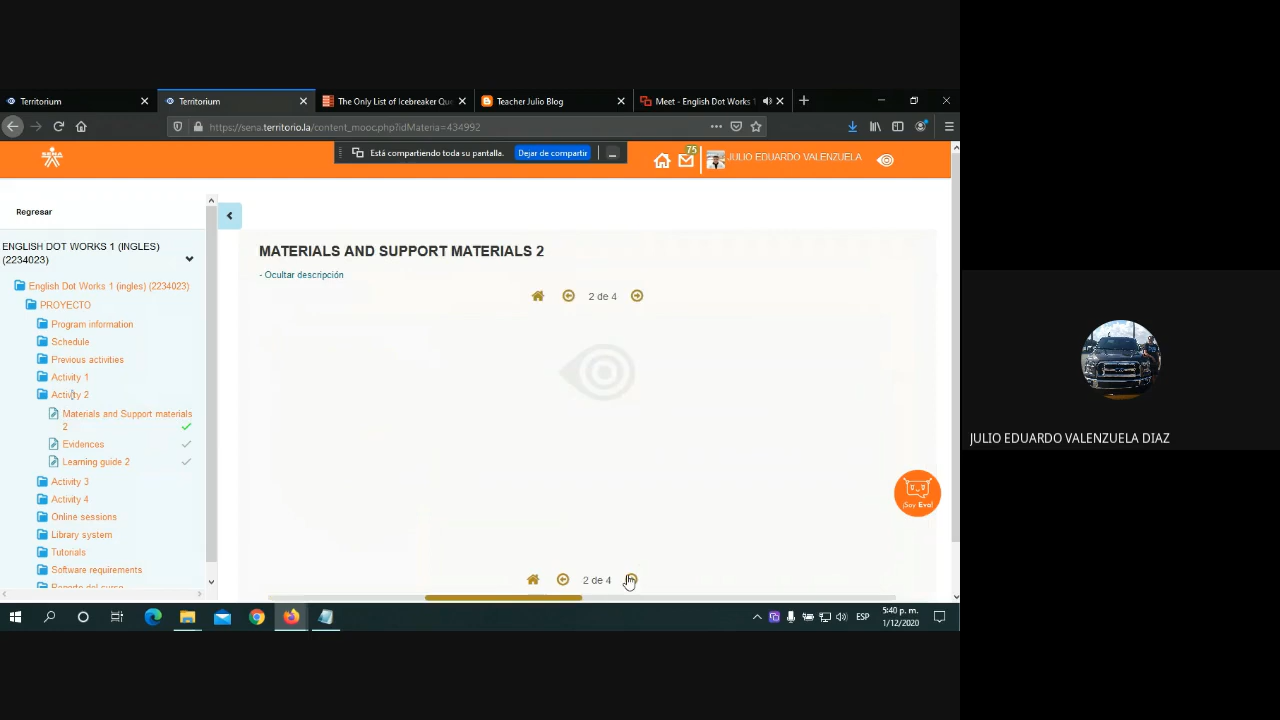 Territorium
Territorium
The Only List of Icebreaker Qu
Teacher Julio Blog
Meet - English Dot Works 1
https://sena.territorio.la/content_mooc.php?idMateria=434992
SENA
Está compartiendo toda su pantalla.
Dejar de compartir
75
JULIO EDUARDO VALENZUELA
Regresar
ENGLISH DOT WORKS 1 (INGLES)
(2234023)
English Dot Works 1 (ingles) (2234023)
PROYECTO
Program information
Schedule
Previous activities
Activity 1
Activity 2
Materials and Support materials
2
Evidences
Learning guide 2
Activity 3
Activity 4
Online sessions
Library system
Tutorials
Software requirements
Reporte del curso
MATERIALS AND SUPPORT MATERIALS 2
- Ocultar descripción
2 de 4
¡Soy Eva!
2 de 4
JULIO EDUARDO VALENZUELA DIAZ
ESP
5:40 p. m.
1/12/2020